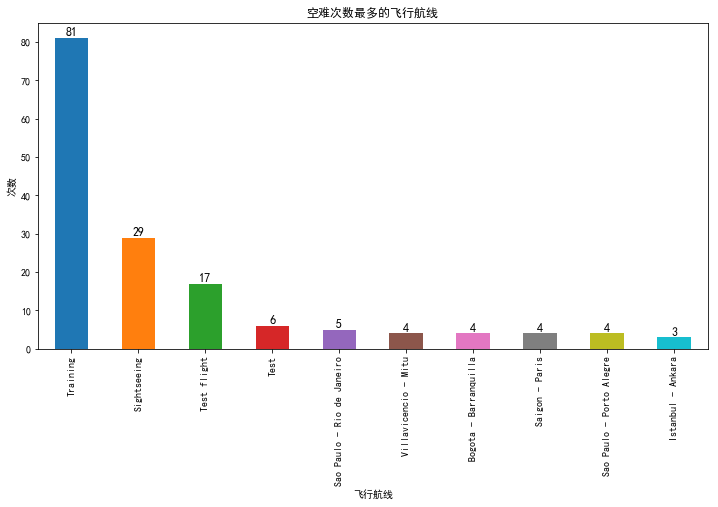 空难次数最多的飞行航线
次数
80
70
60
50
40
30
20
10
0
81
29
17
6
5
4
4
4
4
3
Training
Sightseeing
Test flight
Test
Sao Paulo - Rio de Janeiro
Villavicencio - Mitu
Bogota - Barranquilla
Saigon - Paris
Sao Paulo - Porto Alegre
Istanbul - Ankara
飞行航线